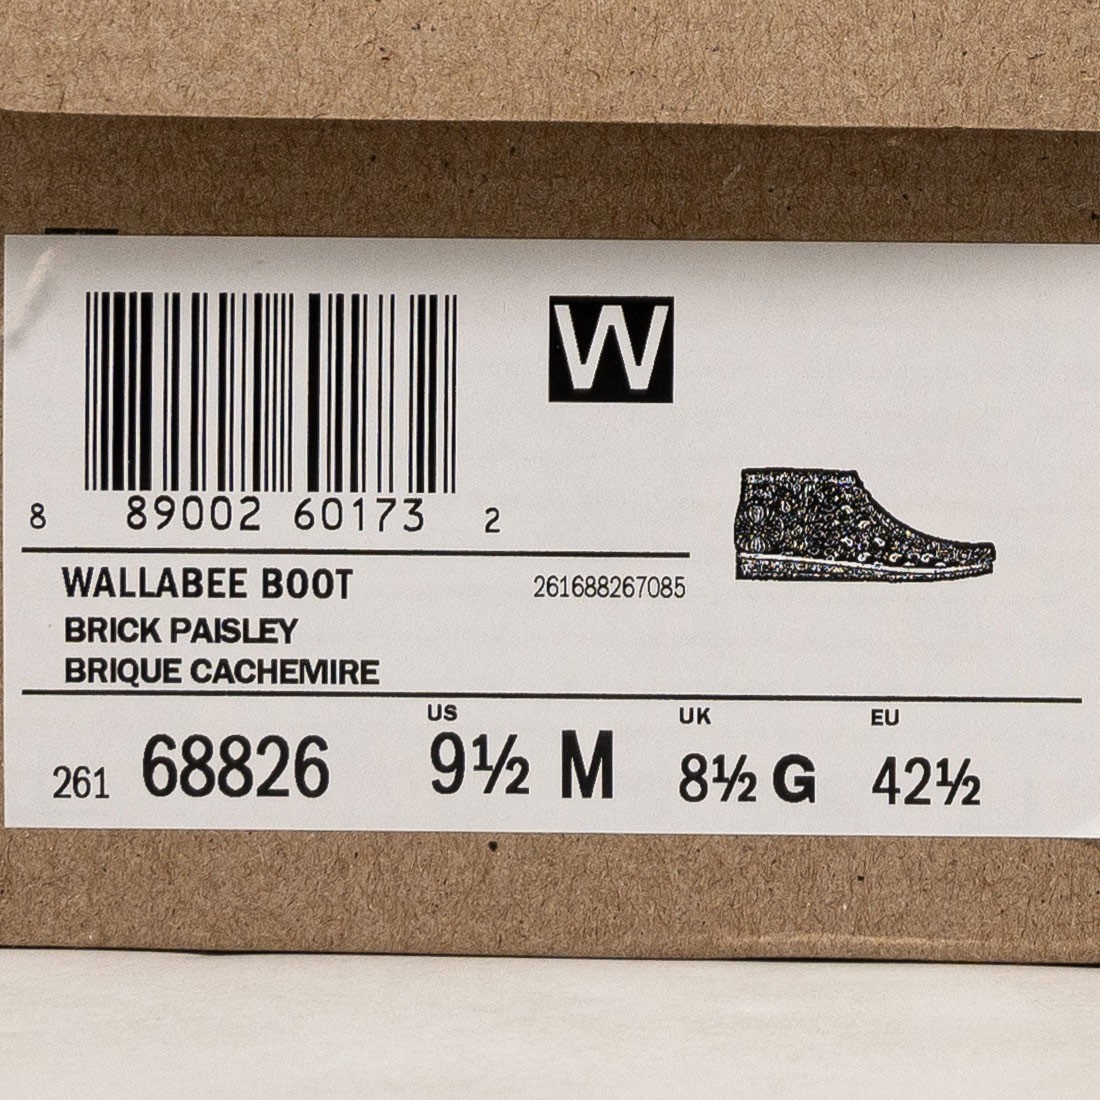 W
8 89002 60173 2
WALLABEE BOOT 261688267085
BRICK PAISLEY
BRIQUE CACHEMIRE
US UK EU
261 68826 9½ M 8½ G 42½